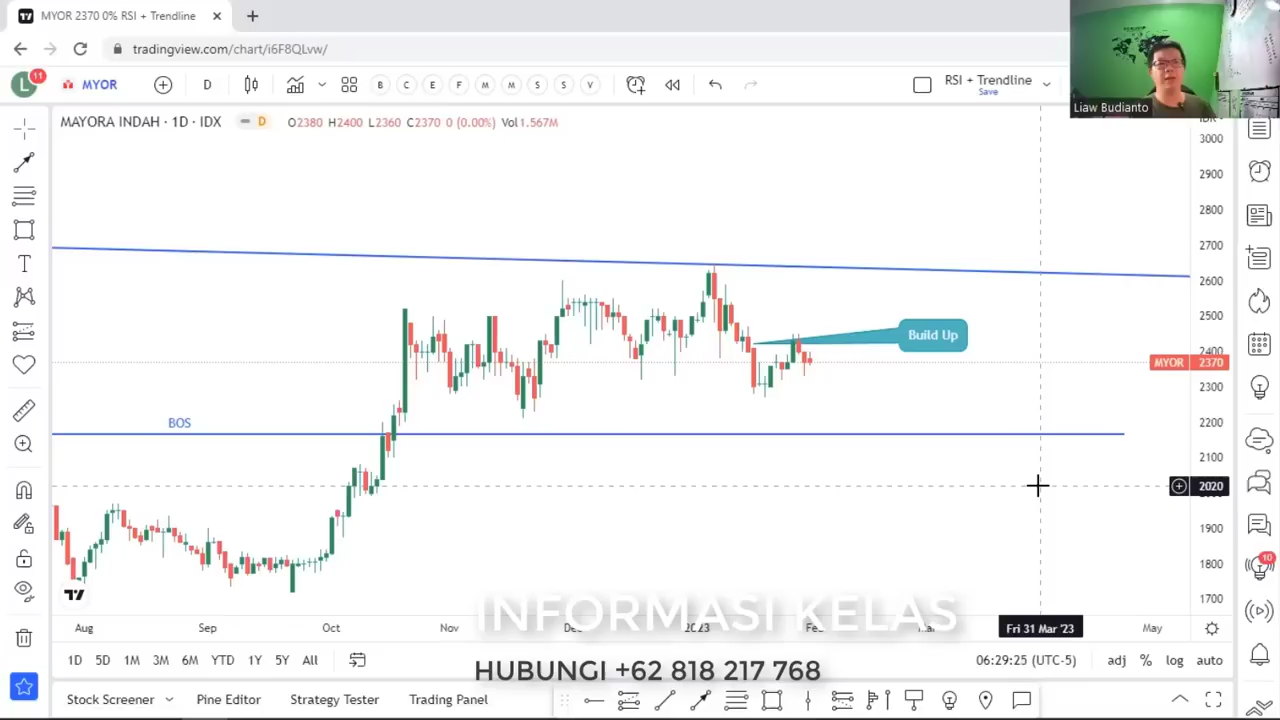 MYOR 2370 0% RSI + Trendline
tradingview.com/chart/i6F8QLvw/
L 11 MYOR D B C E F M M S S V RSI + Trendline
Save
Liaw Budianto
MAYORA INDAH · 1D · IDX D O2380 H2400 C2370 0 (0.00%) Vol1.567M
3000
2900
2800
2700
2600
2500
2400
Build Up
MYOR 2370
2300
2200
BOS
2100
2020
1900
1800
1700
INFORMASI KELAS
Aug Sep Oct Nov 2023 Fri 31 Mar '23 May
HUBUNGI +62 818 217 768
1D 5D 1M 3M 6M YTD 1Y 5Y All 06:29:25 (UTC-5) adj % log auto
10
Stock Screener Pine Editor Strategy Tester Trading Panel